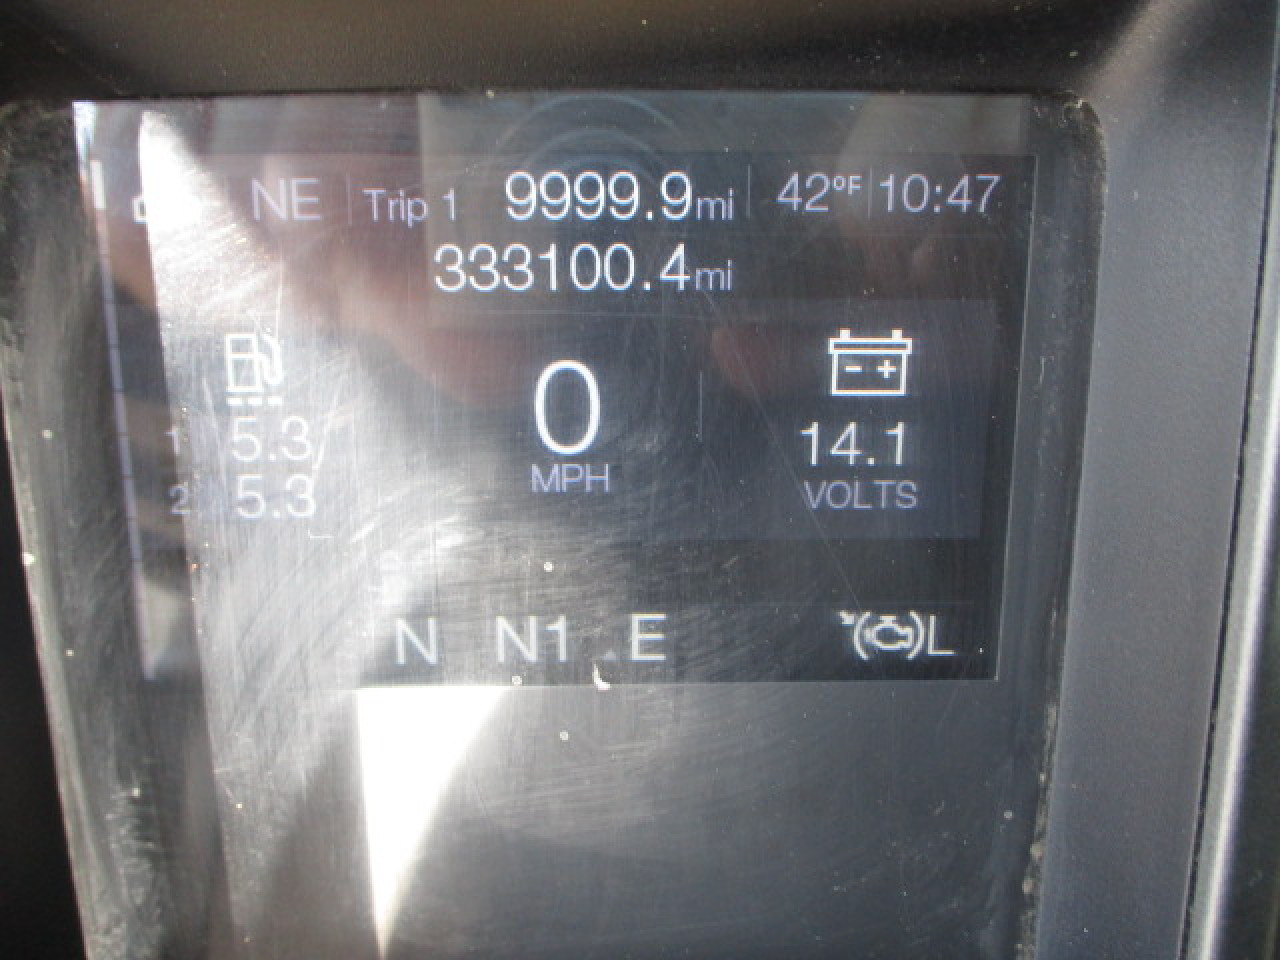 NE Trip 1 9999.9mi 42°F 10:47
333100.4mi
1 5.3
2 5.3
0
MPH
- +
14.1
VOLTS
N N1 E L